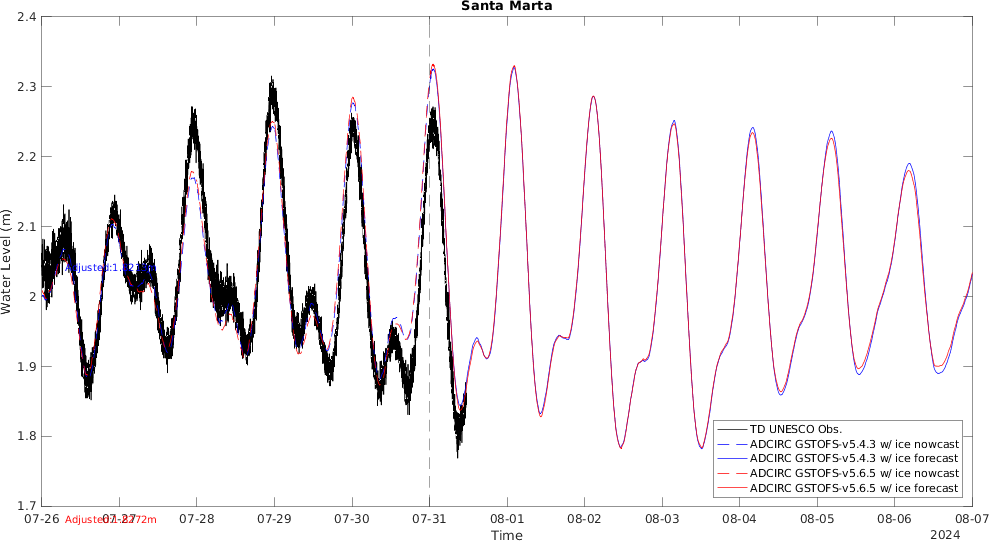 Santa Marta
2.4
2.3
2.2
2.1
2
1.9
1.8
1.7
Water Level (m)
TD UNESCO Obs.
ADCIRC GSTOFS-v5.4.3 w/ ice nowcast
ADCIRC GSTOFS-v5.4.3 w/ ice forecast
ADCIRC GSTOFS-v5.6.5 w/ ice nowcast
ADCIRC GSTOFS-v5.6.5 w/ ice forecast
07-26 07-27 07-28 07-29 07-30 07-31 08-01 08-02 08-03 08-04 08-05 08-06 08-07
Time
2024